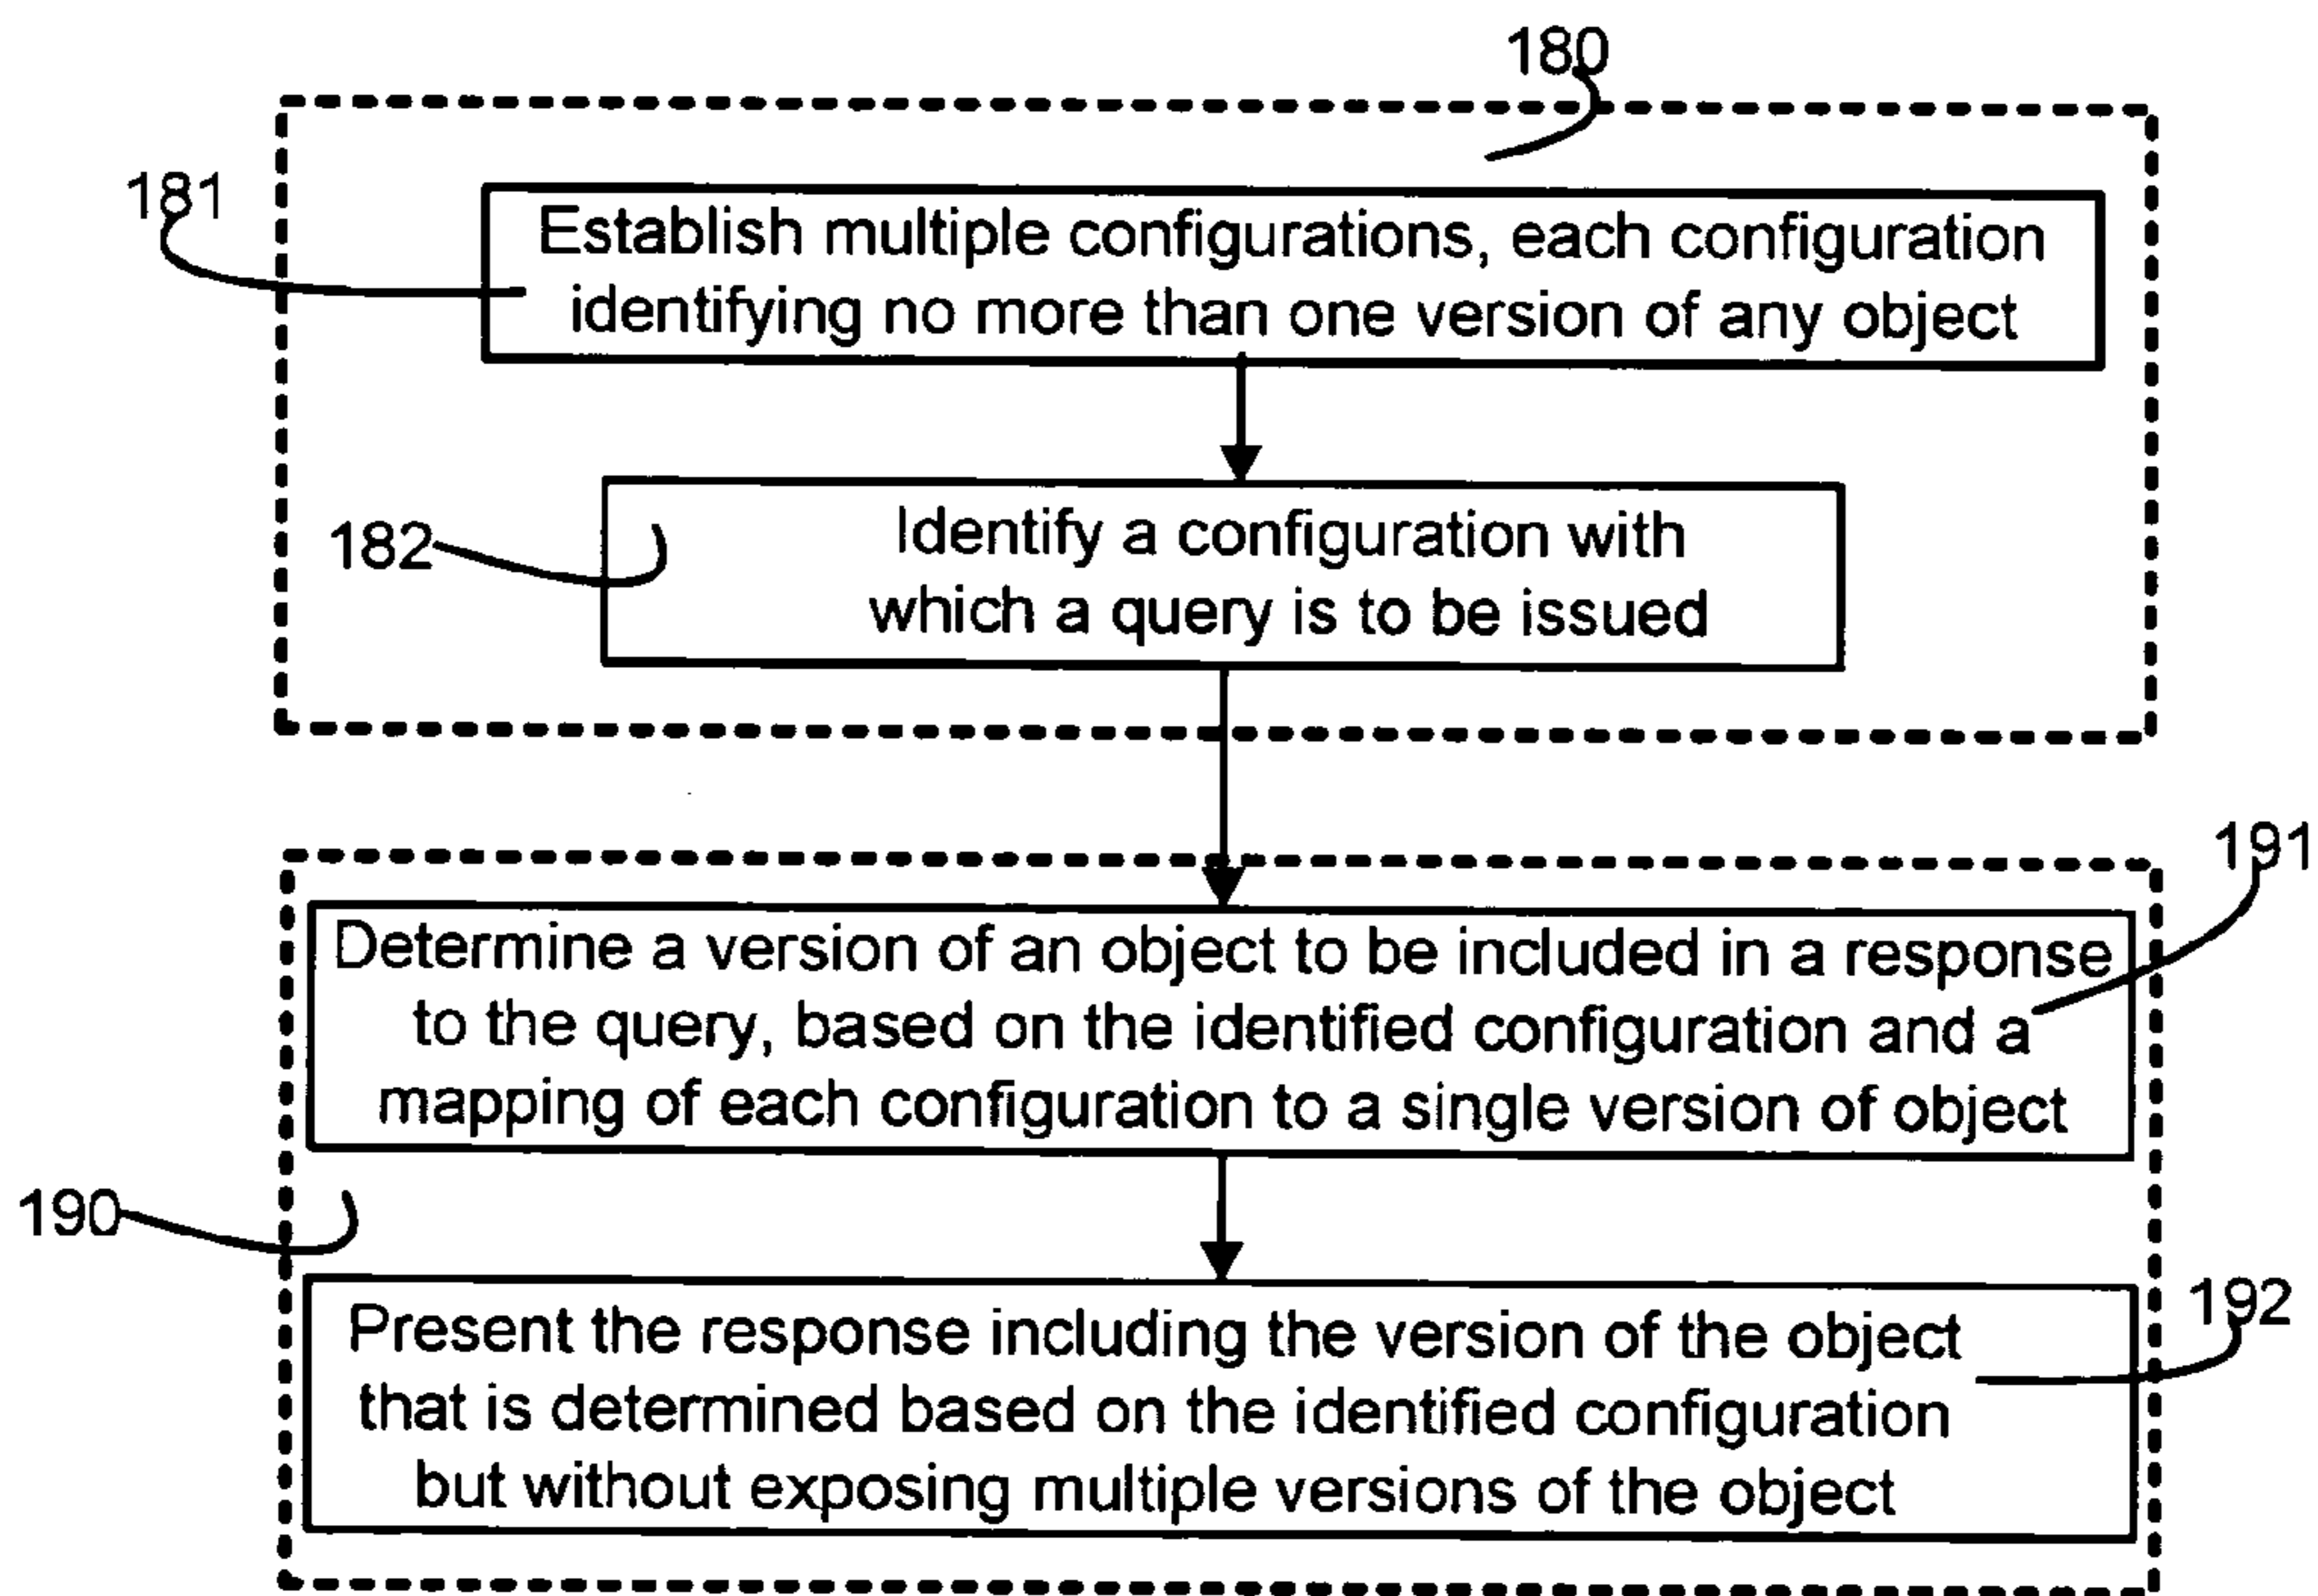 180
181
Establish multiple configurations, each configuration
identifying no more than one version of any object
182
Identify a configuration with
which a query is to be issued
191
Determine a version of an object to be included in a response
to the query, based on the identified configuration and a
mapping of each configuration to a single version of object
190
192
Present the response including the version of the object
that is determined based on the identified configuration
but without exposing multiple versions of the object